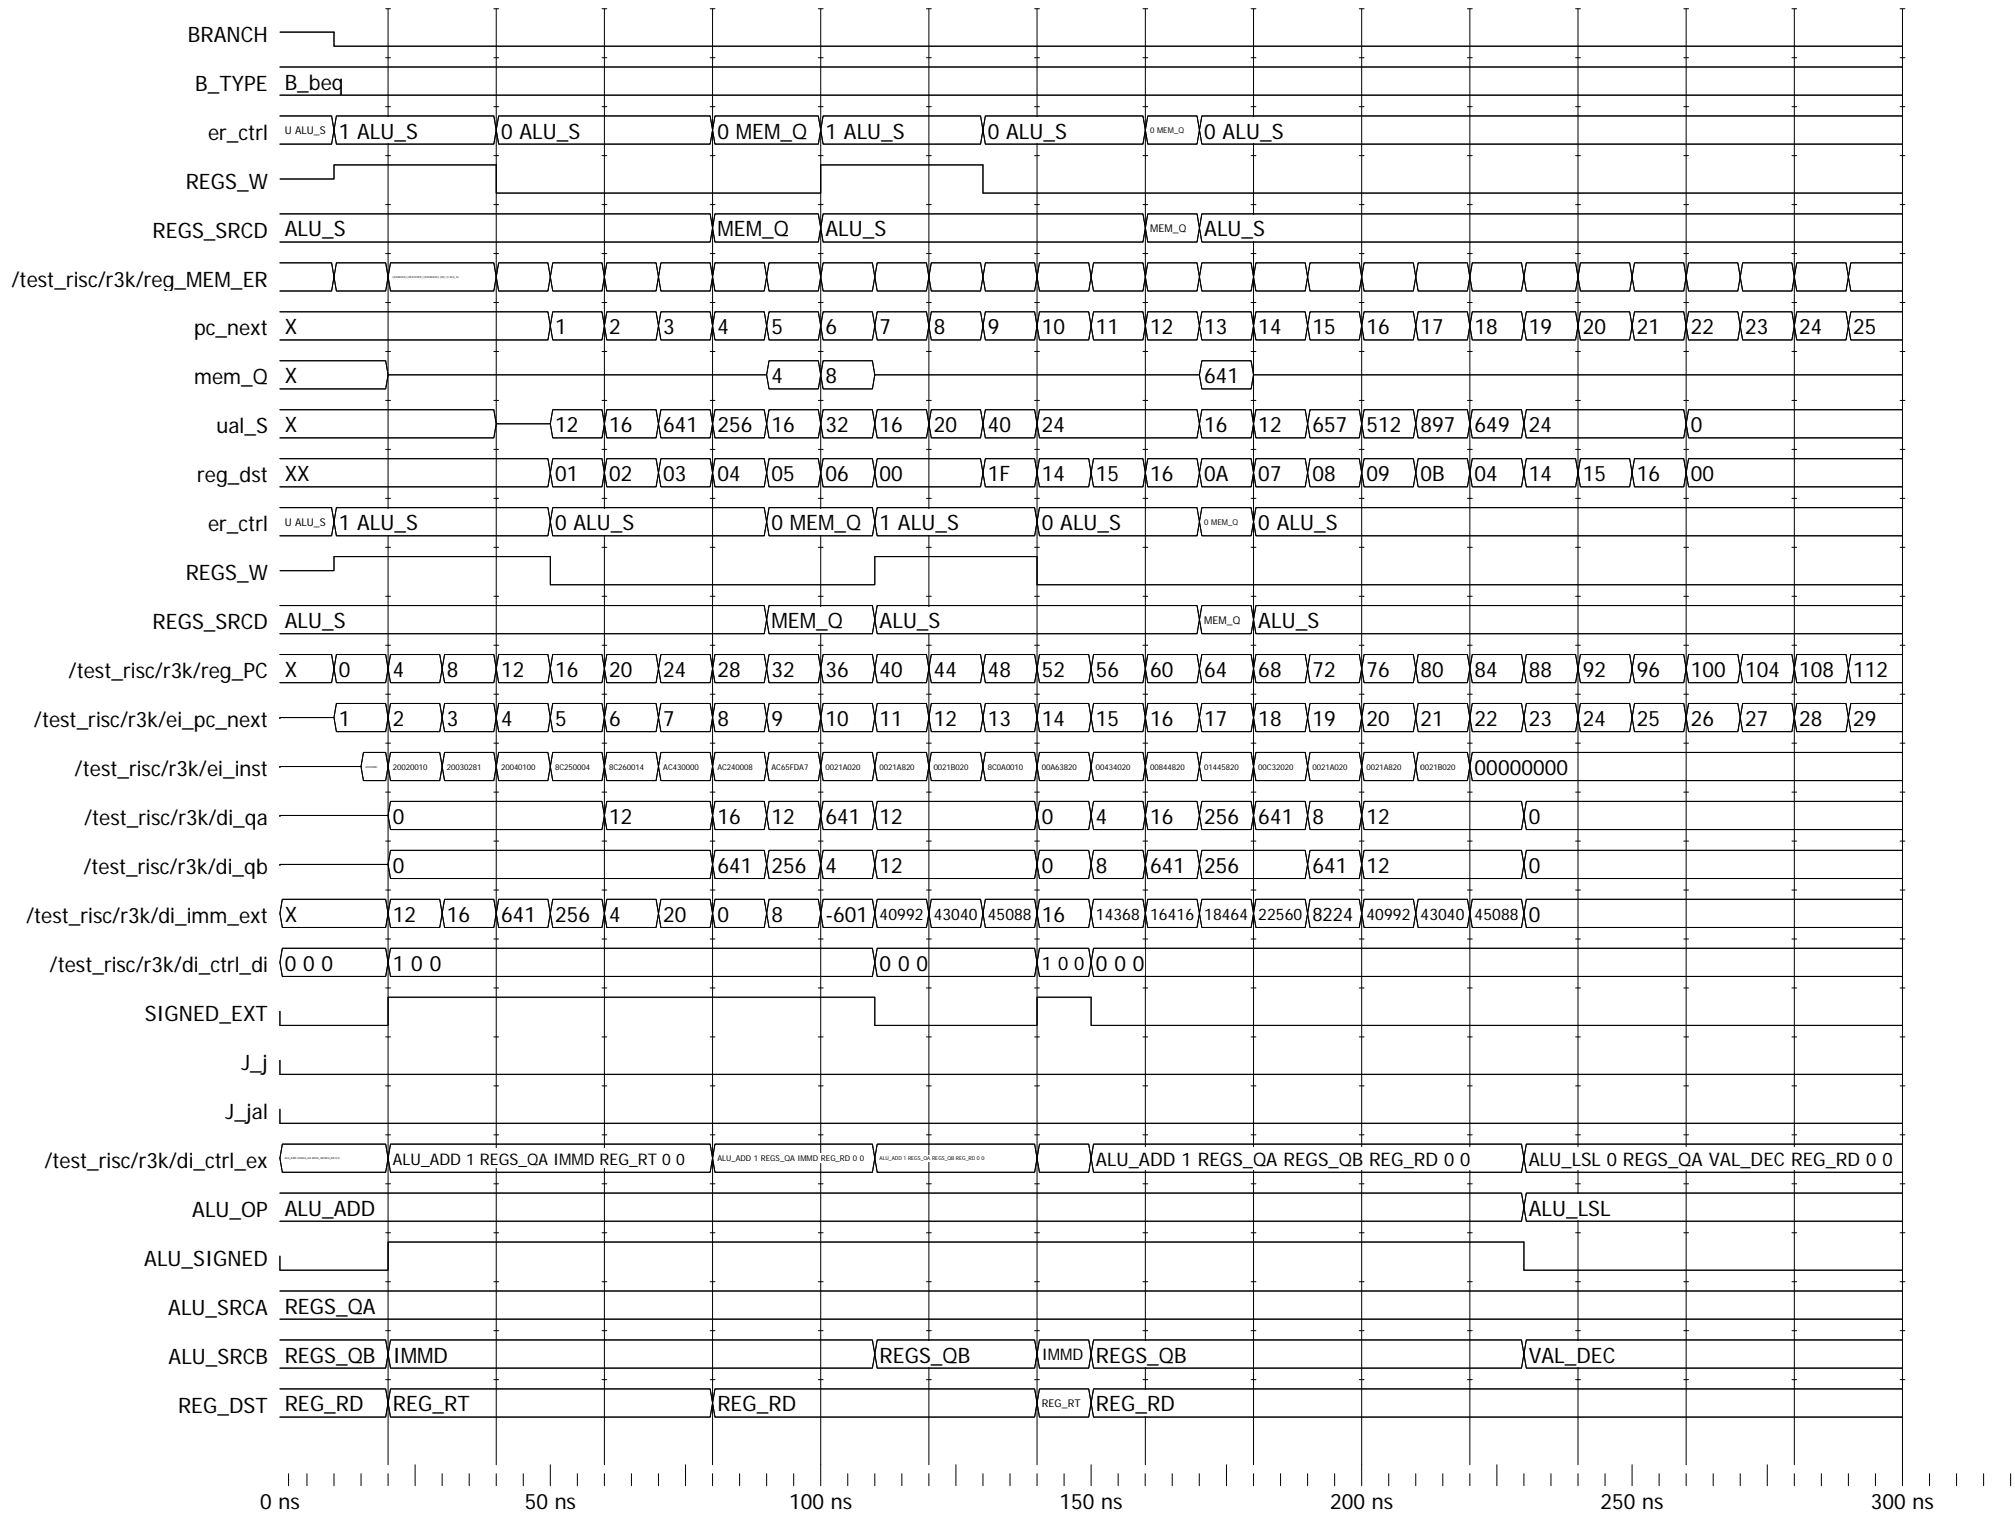 BRANCH
B_TYPE B_beq
er_ctrl U ALU_S 1 ALU_S 0 ALU_S 0 MEM_Q 1 ALU_S 0 ALU_S 0 MEM_Q 0 ALU_S
REGS_W
REGS_SRCD ALU_S MEM_Q ALU_S MEM_Q ALU_S
/test_risc/r3k/reg_MEM_ER
pc_next X 1 2 3 4 5 6 7 8 9 10 11 12 13 14 15 16 17 18 19 20 21 22 23 24 25
mem_Q X 4 8 641
ual_S X 12 16 641 256 16 32 16 20 40 24 16 12 657 512 897 649 24 0
reg_dst XX 01 02 03 04 05 06 00 1F 14 15 16 0A 07 08 09 0B 04 14 15 16 00
er_ctrl U ALU_S 1 ALU_S 0 ALU_S 0 MEM_Q 1 ALU_S 0 ALU_S 0 MEM_Q 0 ALU_S
REGS_W
REGS_SRCD ALU_S MEM_Q ALU_S MEM_Q ALU_S
/test_risc/r3k/reg_PC X 0 4 8 12 16 20 24 28 32 36 40 44 48 52 56 60 64 68 72 76 80 84 88 92 96 100 104 108 112
/test_risc/r3k/ei_pc_next 1 2 3 4 5 6 7 8 9 10 11 12 13 14 15 16 17 18 19 20 21 22 23 24 25 26 27 28 29
/test_risc/r3k/ei_inst 20020010 20030281 20040100 8C250004 8C260014 AC430000 AC240008 AC65FDA7 0021A020 0021A820 0021B020 8C0A0010 00A63820 00434020 00844820 01445820 00C32020 0021A020 0021A820 0021B020 00000000
/test_risc/r3k/di_qa 0 12 16 12 641 12 0 4 16 256 641 8 12 0
/test_risc/r3k/di_qb 0 641 256 4 12 0 8 641 256 641 12 0
/test_risc/r3k/di_imm_ext X 12 16 641 256 4 20 0 8 -601 40992 43040 45088 16 14368 16416 18464 22560 8224 40992 43040 45088 0
/test_risc/r3k/di_ctrl_di 0 0 0 1 0 0 0 0 0 1 0 0 0 0 0
SIGNED_EXT
J_j
J_jal
/test_risc/r3k/di_ctrl_ex ALU_ADD 1 REGS_QA IMMD REG_RT 0 0 ALU_ADD 1 REGS_QA IMMD REG_RD 0 0 ALU_ADD 1 REGS_QA REGS_QB REG_RD 0 0 ALU_ADD 1 REGS_QA REGS_QB REG_RD 0 0 ALU_LSL 0 REGS_QA VAL_DEC REG_RD 0 0
ALU_OP ALU_ADD ALU_LSL
ALU_SIGNED
ALU_SRCA REGS_QA
ALU_SRCB REGS_QB IMMD REGS_QB IMMD REGS_QB VAL_DEC
REG_DST REG_RD REG_RT REG_RD REG_RT REG_RD
0 ns 50 ns 100 ns 150 ns 200 ns 250 ns 300 ns